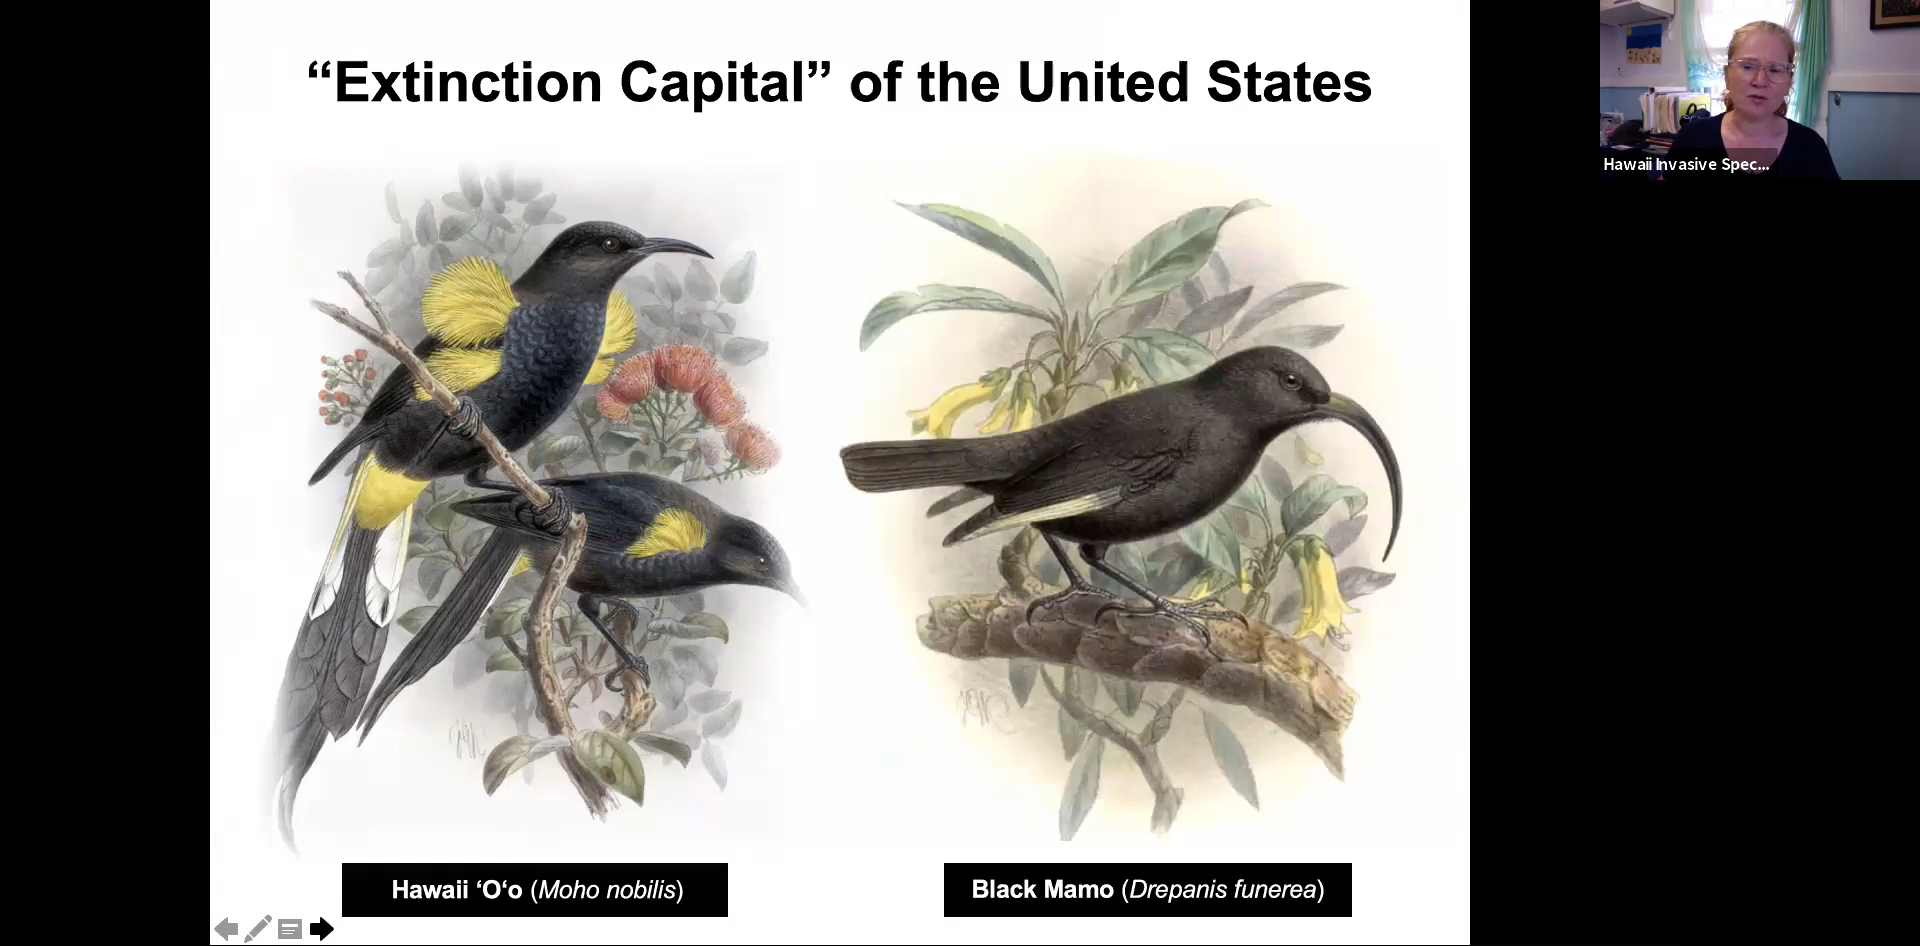 “Extinction Capital” of the United States
Hawaii Invasive Spec...
Hawaii ‘O‘o (Moho nobilis)
Black Mamo (Drepanis funerea)